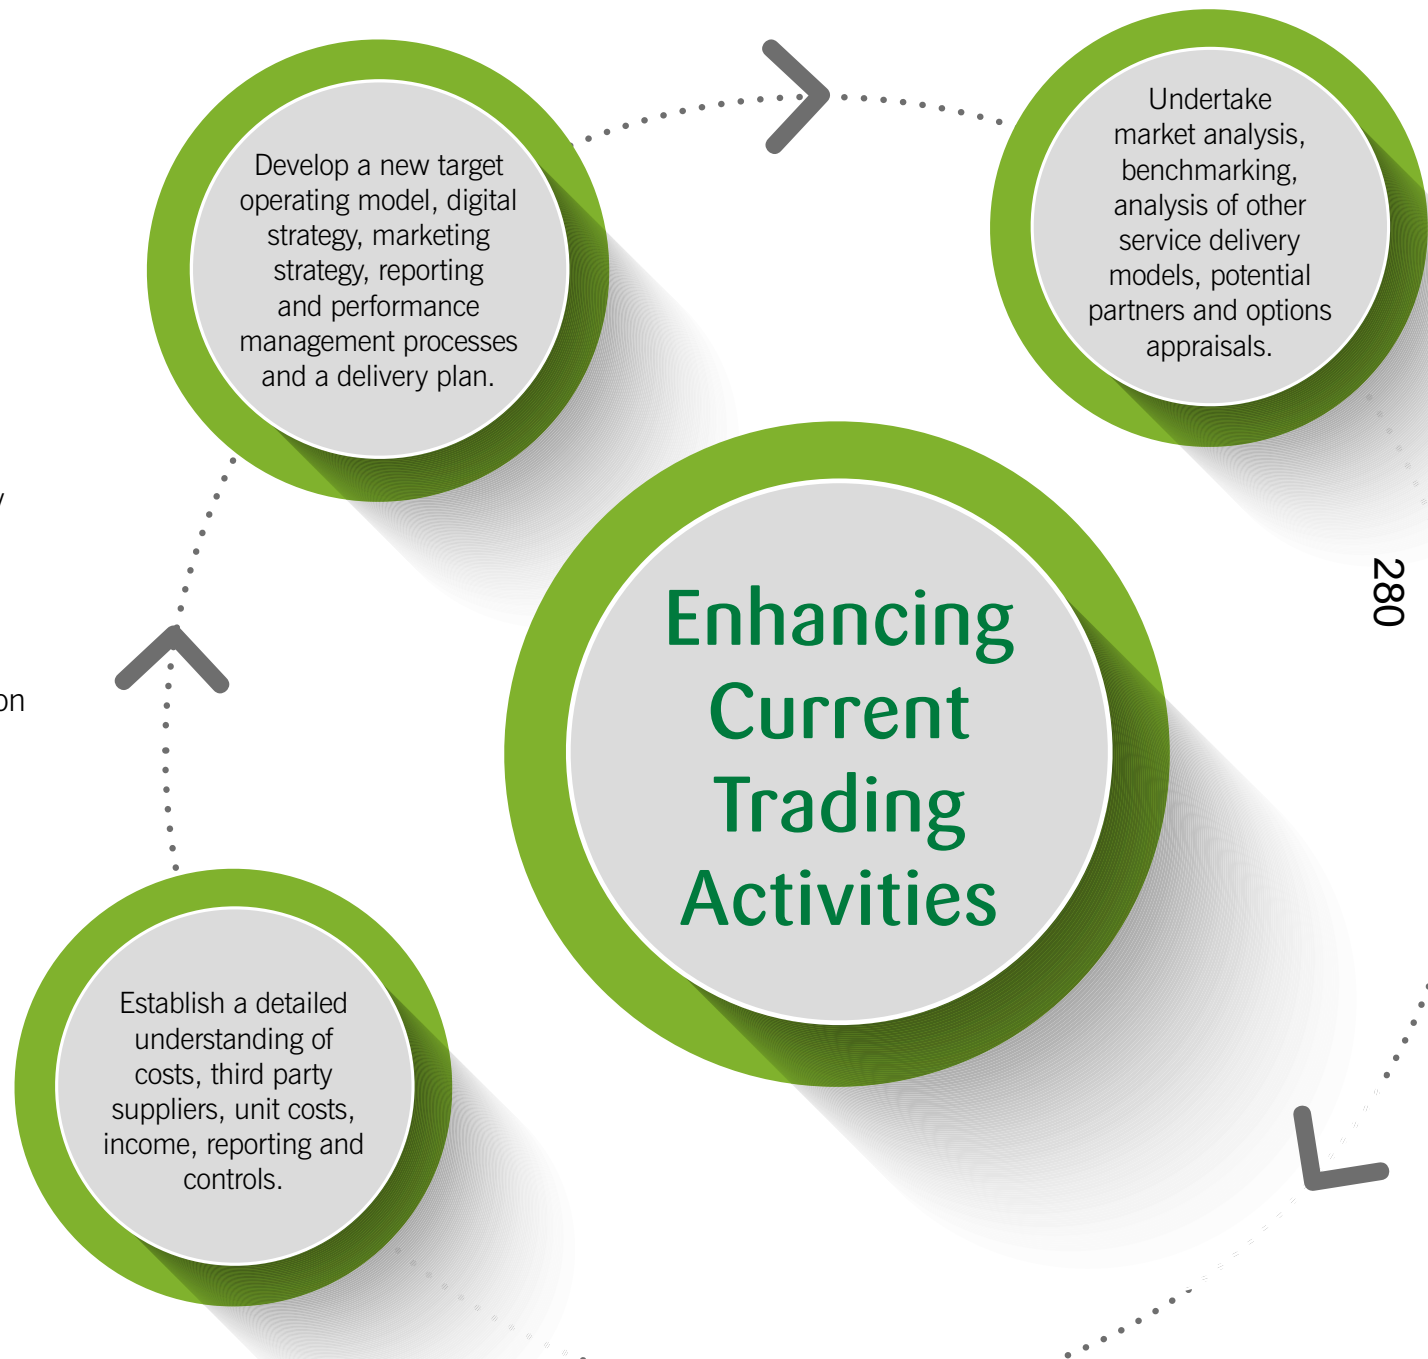 Undertake
market analysis,
benchmarking,
analysis of other
service delivery
models, potential
partners and options
appraisals.
Develop a new target
operating model, digital
strategy, marketing
strategy, reporting
and performance
management processes
and a delivery plan.
Enhancing
Current
Trading
Activities
280
Establish a detailed
understanding of
costs, third party
suppliers, unit costs,
income, reporting and
controls.